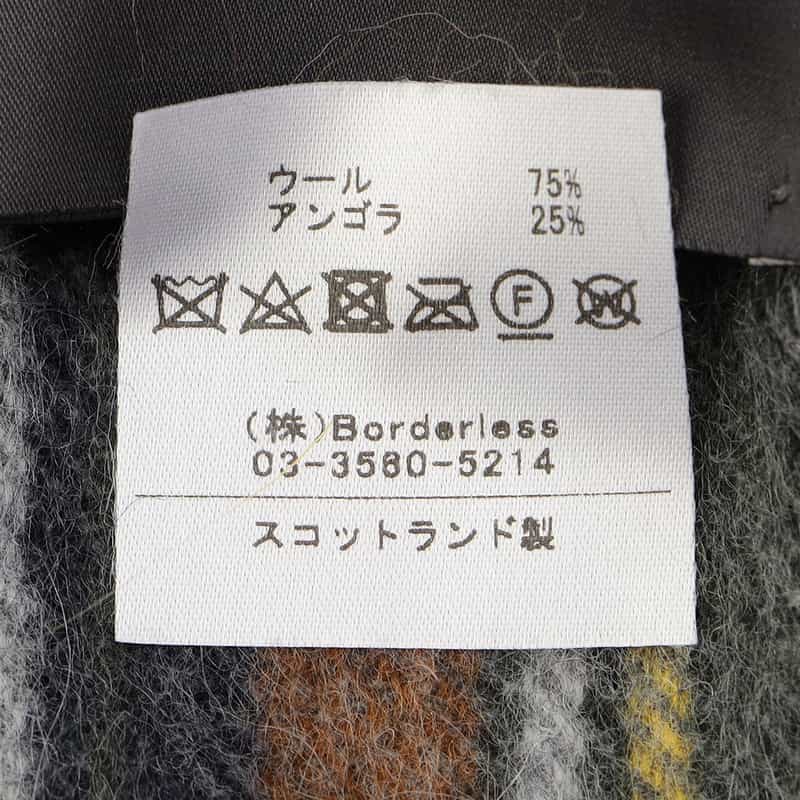 ウール 75%
アンゴラ 25%
F W
(株)Borderless
03-3580-5214
スコットランド製